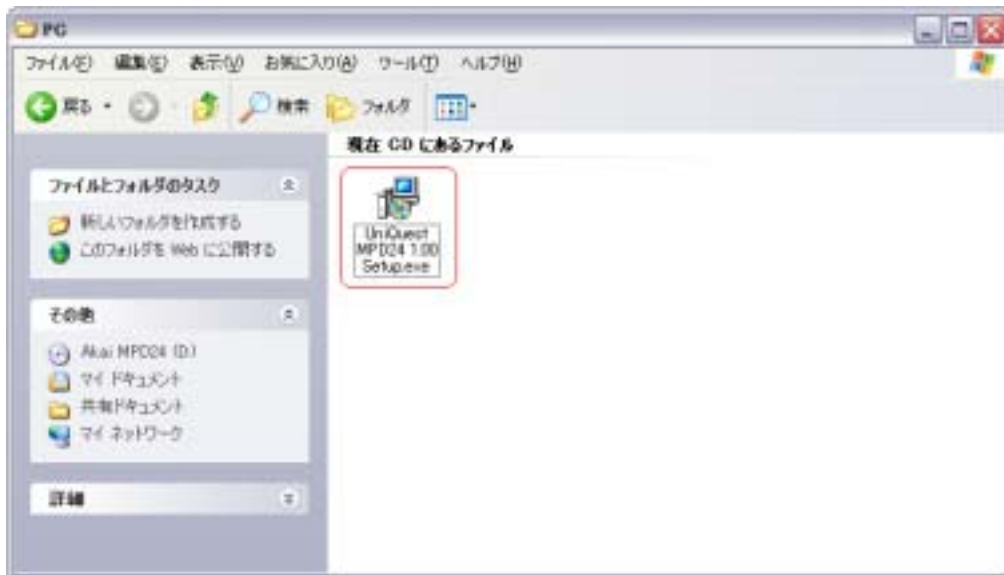 PG
ファイル(F) 編集(E) 表示(V) お気に入り(A) ツール(T) ヘルプ(H)
戻る 検索 フォルダ
現在 CD にあるファイル
ファイルとフォルダのタスク
新しいフォルダを作成する
このフォルダを Web に公開する
UniQuest
MPD24 1.00
Setup.exe
その他
Akai MPD24 (D:)
マイ ドキュメント
共有ドキュメント
マイ ネットワーク
詳細